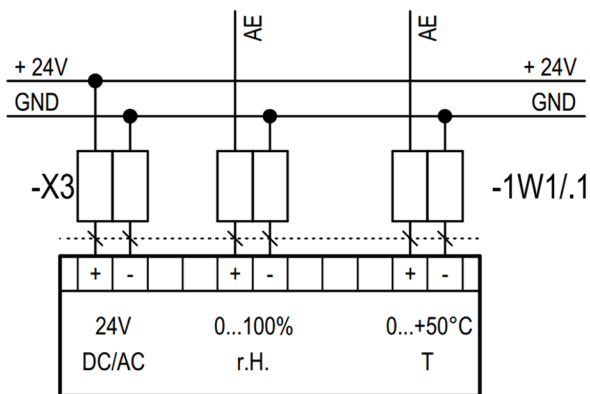 AE AE
+ 24V + 24V
GND GND
-X3 -1W1/.1
+ - + - + -
24V 0...100% 0...+50°C
DC/AC r.H. T